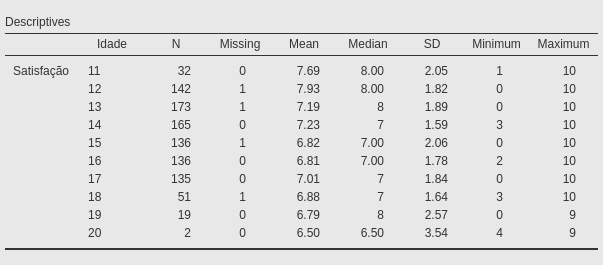 Descriptives
Idade N Missing Mean Median SD Minimum Maximum
Satisfação 11 32 0 7.69 8.00 2.05 1 10
12 142 1 7.93 8.00 1.82 0 10
13 173 1 7.19 8 1.89 0 10
14 165 0 7.23 7 1.59 3 10
15 136 1 6.82 7.00 2.06 0 10
16 136 0 6.81 7.00 1.78 2 10
17 135 0 7.01 7 1.84 0 10
18 51 1 6.88 7 1.64 3 10
19 19 0 6.79 8 2.57 0 9
20 2 0 6.50 6.50 3.54 4 9